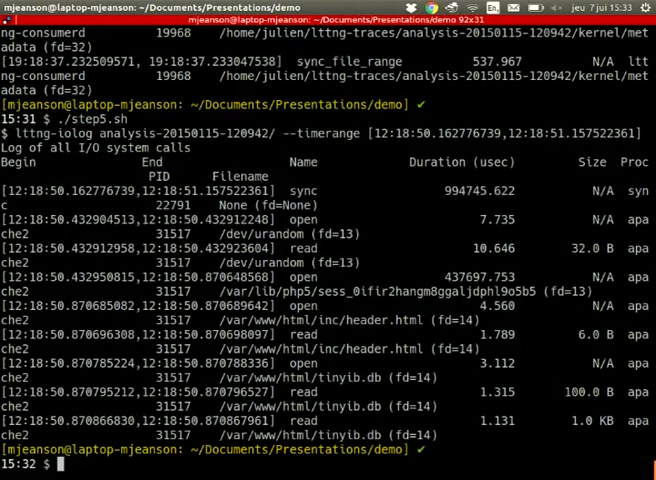 mjeanson@laptop-mjeanson: ~/Documents/Presentations/demo
En,
jeu 7 jui 15:33
mjeanson@laptop-mjeanson: ~/Documents/Presentations/demo 92x31
ng-consumerd 19968 /home/julien/lttng-traces/analysis-20150115-120942/kernel/met
adata (fd=32)
[19:18:37.232509571, 19:18:37.233047538] sync_file_range 537.967 N/A ltt
ng-consumerd 19968 /home/julien/lttng-traces/analysis-20150115-120942/kernel/met
adata (fd=32)
[mjeanson@laptop-mjeanson: ~/Documents/Presentations/demo] ✔
15:31 $ ./step5.sh
$ lttng-iolog analysis-20150115-120942/ --timerange [12:18:50.162776739,12:18:51.157522361]
Log of all I/O system calls
Begin End Name Duration (usec) Size Proc
PID Filename
[12:18:50.162776739,12:18:51.157522361] sync 994745.622 N/A syn
c 22791 None (fd=None)
[12:18:50.432904513,12:18:50.432912248] open 7.735 N/A apa
che2 31517 /dev/urandom (fd=13)
[12:18:50.432912958,12:18:50.432923604] read 10.646 32.0 B apa
che2 31517 /dev/urandom (fd=13)
[12:18:50.432950815,12:18:50.870648568] open 437697.753 N/A apa
che2 31517 /var/lib/php5/sess_0ifir2hangm8ggaljdphl9o5b5 (fd=13)
[12:18:50.870685082,12:18:50.870689642] open 4.560 N/A apa
che2 31517 /var/www/html/inc/header.html (fd=14)
[12:18:50.870696308,12:18:50.870698097] read 1.789 6.0 B apa
che2 31517 /var/www/html/inc/header.html (fd=14)
[12:18:50.870785224,12:18:50.870788336] open 3.112 N/A apa
che2 31517 /var/www/html/tinyib.db (fd=14)
[12:18:50.870795212,12:18:50.870796527] read 1.315 100.0 B apa
che2 31517 /var/www/html/tinyib.db (fd=14)
[12:18:50.870866830,12:18:50.870867961] read 1.131 1.0 KB apa
che2 31517 /var/www/html/tinyib.db (fd=14)
[mjeanson@laptop-mjeanson: ~/Documents/Presentations/demo] ✔
15:32 $